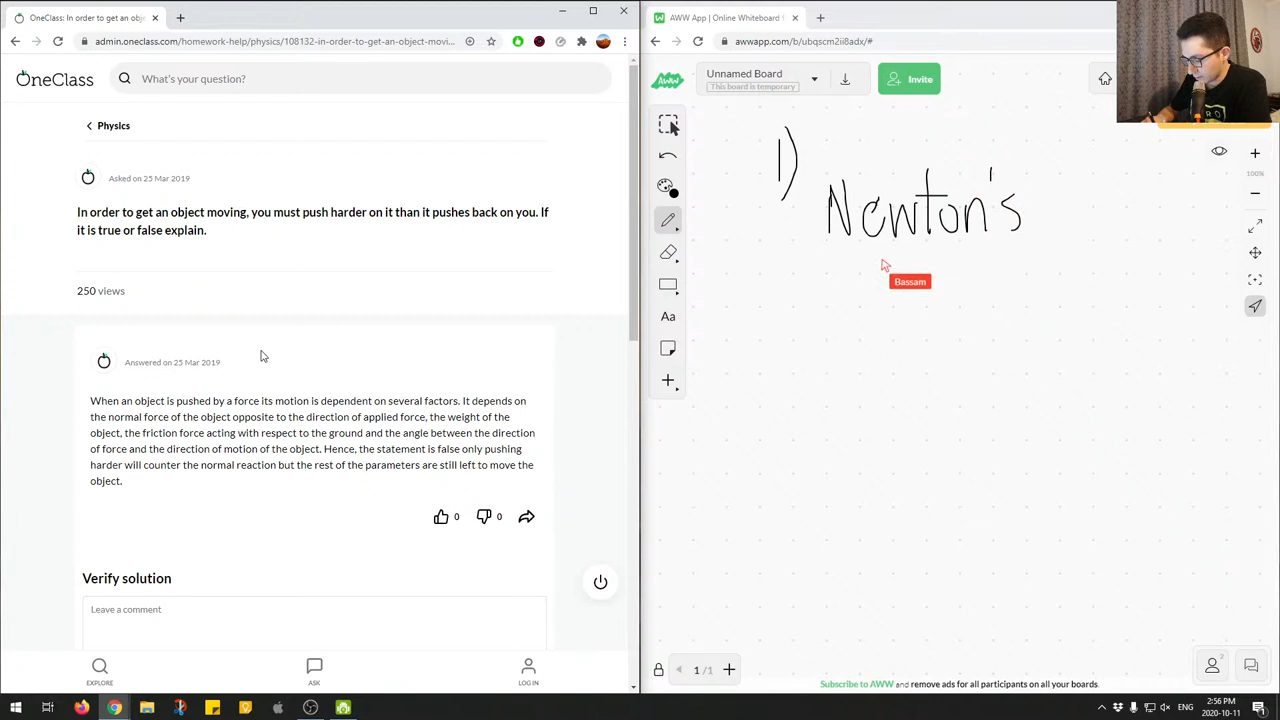 OneClass: In order to get an obje
AWW App | Online Whiteboard f
admin.oneclass.com/homework-help/physics/108132-in-order-to-get-an-object-movi...
awwapp.com/b/ubqscm2ii8adx/#
OneClass
What's your question?
Unnamed Board
This board is temporary
Invite
Physics
Asked on 25 Mar 2019
In order to get an object moving, you must push harder on it than it pushes back on you. If
it is true or false explain.
250 views
Answered on 25 Mar 2019
When an object is pushed by a force its motion is dependent on several factors. It depends on
the normal force of the object opposite to the direction of applied force, the weight of the
object, the friction force acting with respect to the ground and the angle between the direction
of force and the direction of motion of the object. Hence, the statement is false only pushing
harder will counter the normal reaction but the rest of the parameters are still left to move the
object.
0 0
Verify solution
Leave a comment
EXPLORE
ASK
LOG IN
1)
Newton's
Bassam
100%
Aa
1 /1
Subscribe to AWW and remove ads for all participants on all your boards.
ENG
2:56 PM
2020-10-11